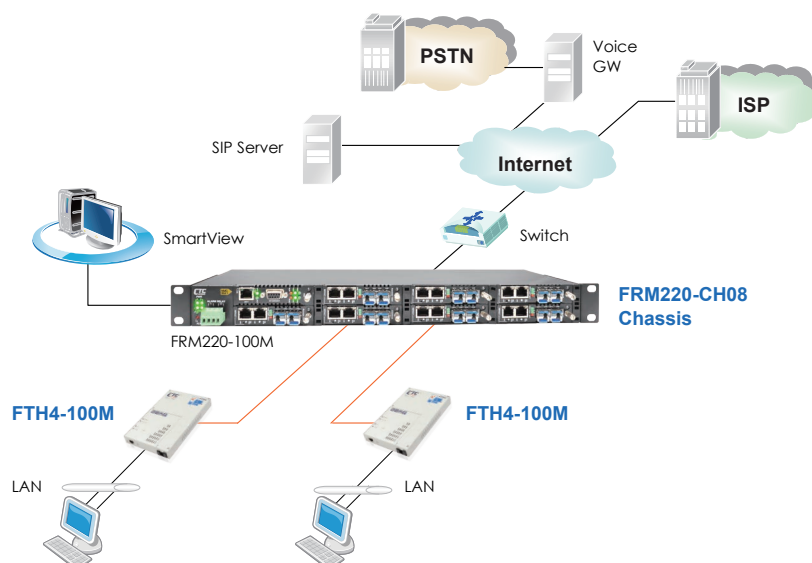 PSTN
Voice
GW
ISP
SIP Server
Internet
Switch
SmartView
CTC
FRM220-CH08
Chassis
FRM220-100M
FTH4-100M
FTH4-100M
LAN
LAN